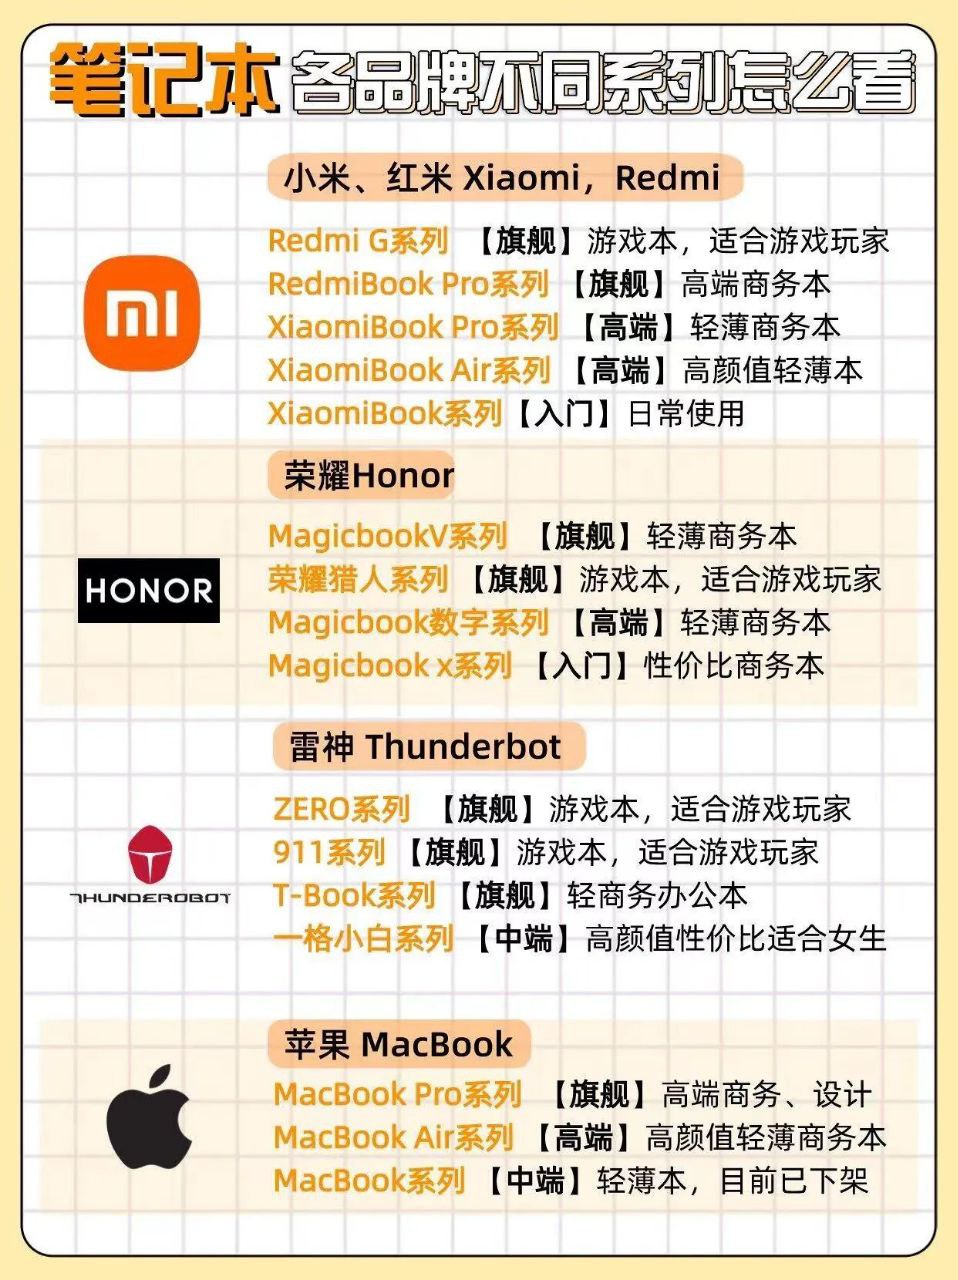 笔记本 各品牌不同系列怎么看
小米、红米 Xiaomi，Redmi
Redmi G系列 【旗舰】游戏本，适合游戏玩家
RedmiBook Pro系列 【旗舰】高端商务本
XiaomiBook Pro系列 【高端】轻薄商务本
XiaomiBook Air系列 【高端】高颜值轻薄本
XiaomiBook系列【入门】日常使用
荣耀Honor
HONOR
MagicbookV系列 【旗舰】轻薄商务本
荣耀猎人系列 【旗舰】游戏本，适合游戏玩家
Magicbook数字系列 【高端】轻薄商务本
Magicbook x系列 【入门】性价比商务本
雷神 Thunderbot
THUNDEROBOT
ZERO系列 【旗舰】游戏本，适合游戏玩家
911系列 【旗舰】游戏本，适合游戏玩家
T-Book系列 【旗舰】轻商务办公本
一格小白系列 【中端】高颜值性价比适合女生
苹果 MacBook
MacBook Pro系列 【旗舰】高端商务、设计
MacBook Air系列 【高端】高颜值轻薄商务本
MacBook系列 【中端】轻薄本，目前已下架